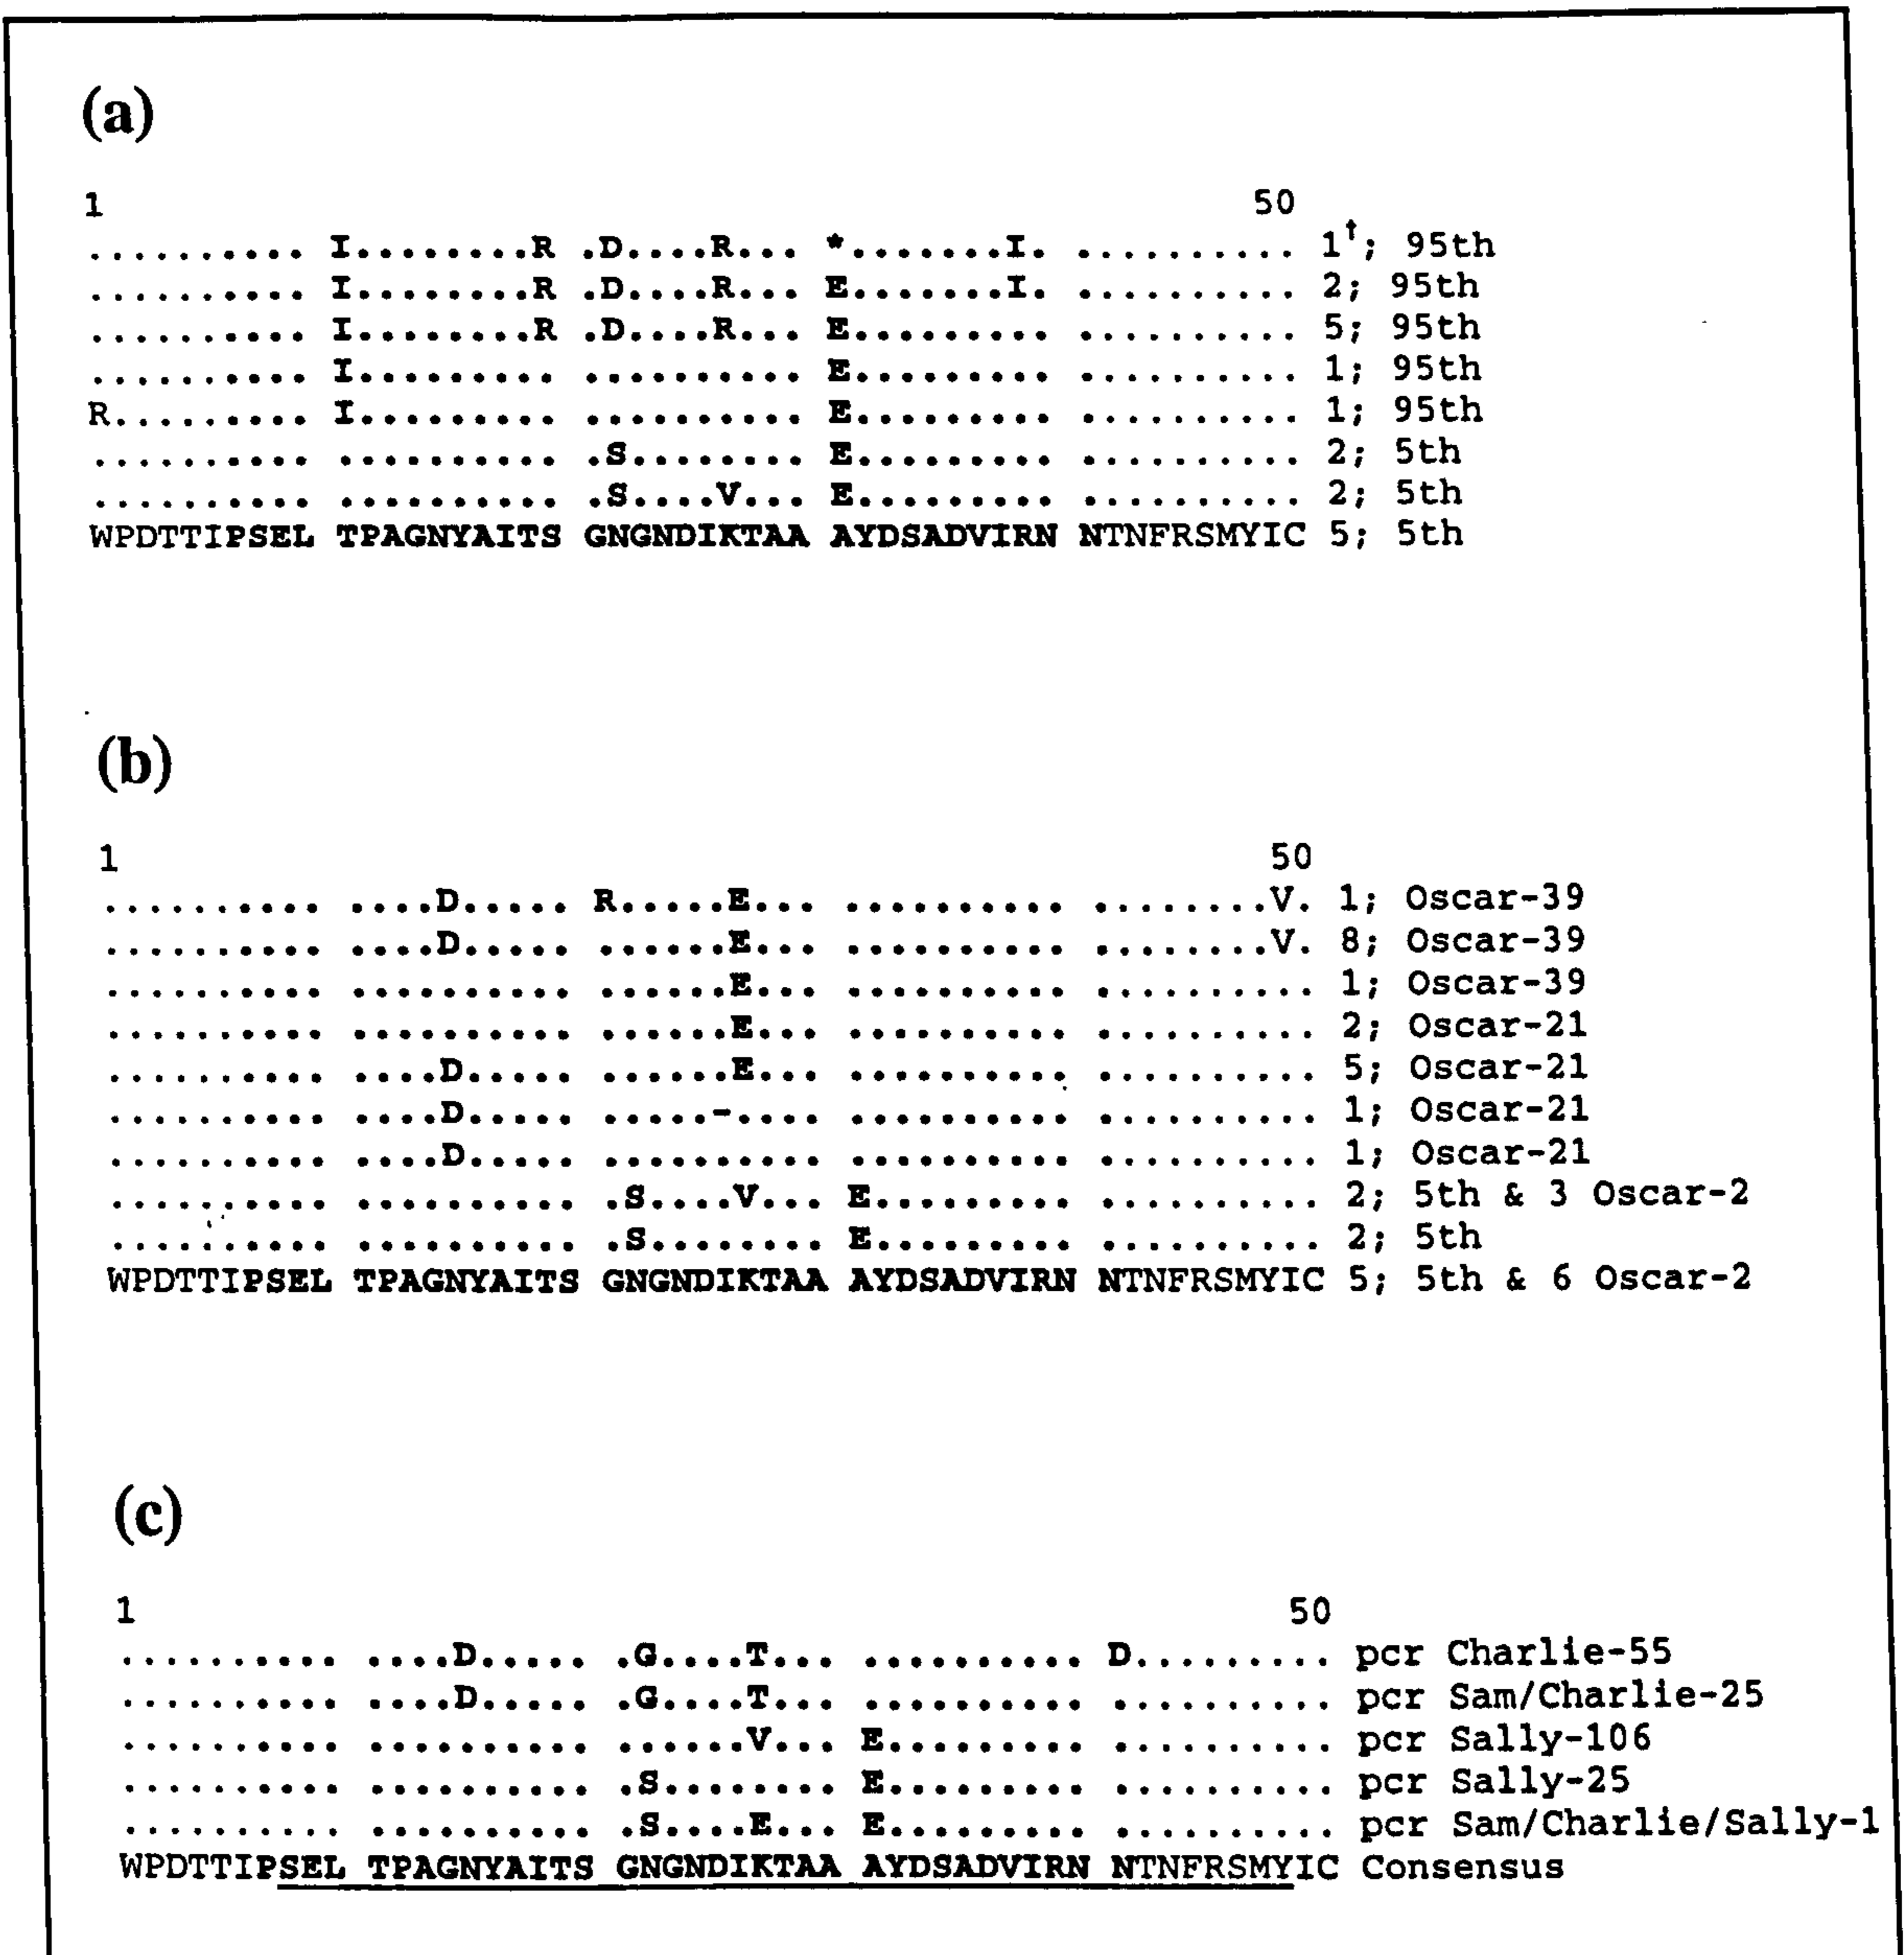 (a)
1 50
.......... I........R .D....R... *.......I. .......... 1†; 95th
.......... I........R .D....R... E.......I. .......... 2; 95th
.......... I........R .D....R... E......... .......... 5; 95th
.......... I......... .......... E......... .......... 1; 95th
R......... I......... .......... E......... .......... 1; 95th
.......... .......... .S........ E......... .......... 2; 5th
.......... .......... .S....V... E......... .......... 2; 5th
WPDTTIPSEL TPAGNYAITS GNGNDIKTAA AYDSADVIRN NTNFRSMYIC 5; 5th
(b)
1 50
.......... ....D..... R.....E... .......... ........V. 1; Oscar-39
.......... ....D..... ......E... .......... ........V. 8; Oscar-39
.......... .......... ......E... .......... .......... 1; Oscar-39
.......... .......... ......E... .......... .......... 2; Oscar-21
.......... ....D..... ......E... .......... .......... 5; Oscar-21
.......... ....D..... .....-.... .......... .......... 1; Oscar-21
.......... ....D..... .......... .......... .......... 1; Oscar-21
.......... .......... .S....V... E......... .......... 2; 5th & 3 Oscar-2
.......... .......... .S........ E......... .......... 2; 5th
WPDTTIPSEL TPAGNYAITS GNGNDIKTAA AYDSADVIRN NTNFRSMYIC 5; 5th & 6 Oscar-2
(c)
1 50
.......... ....D..... .G....T... .......... D......... pcr Charlie-55
.......... ....D..... .G....T... .......... .......... pcr Sam/Charlie-25
.......... .......... ......V... E......... .......... pcr Sally-106
.......... .......... .S........ E......... .......... pcr Sally-25
.......... .......... .S....E... E......... .......... pcr Sam/Charlie/Sally-1
WPDTTIPSEL TPAGNYAITS GNGNDIKTAA AYDSADVIRN NTNFRSMYIC Consensus